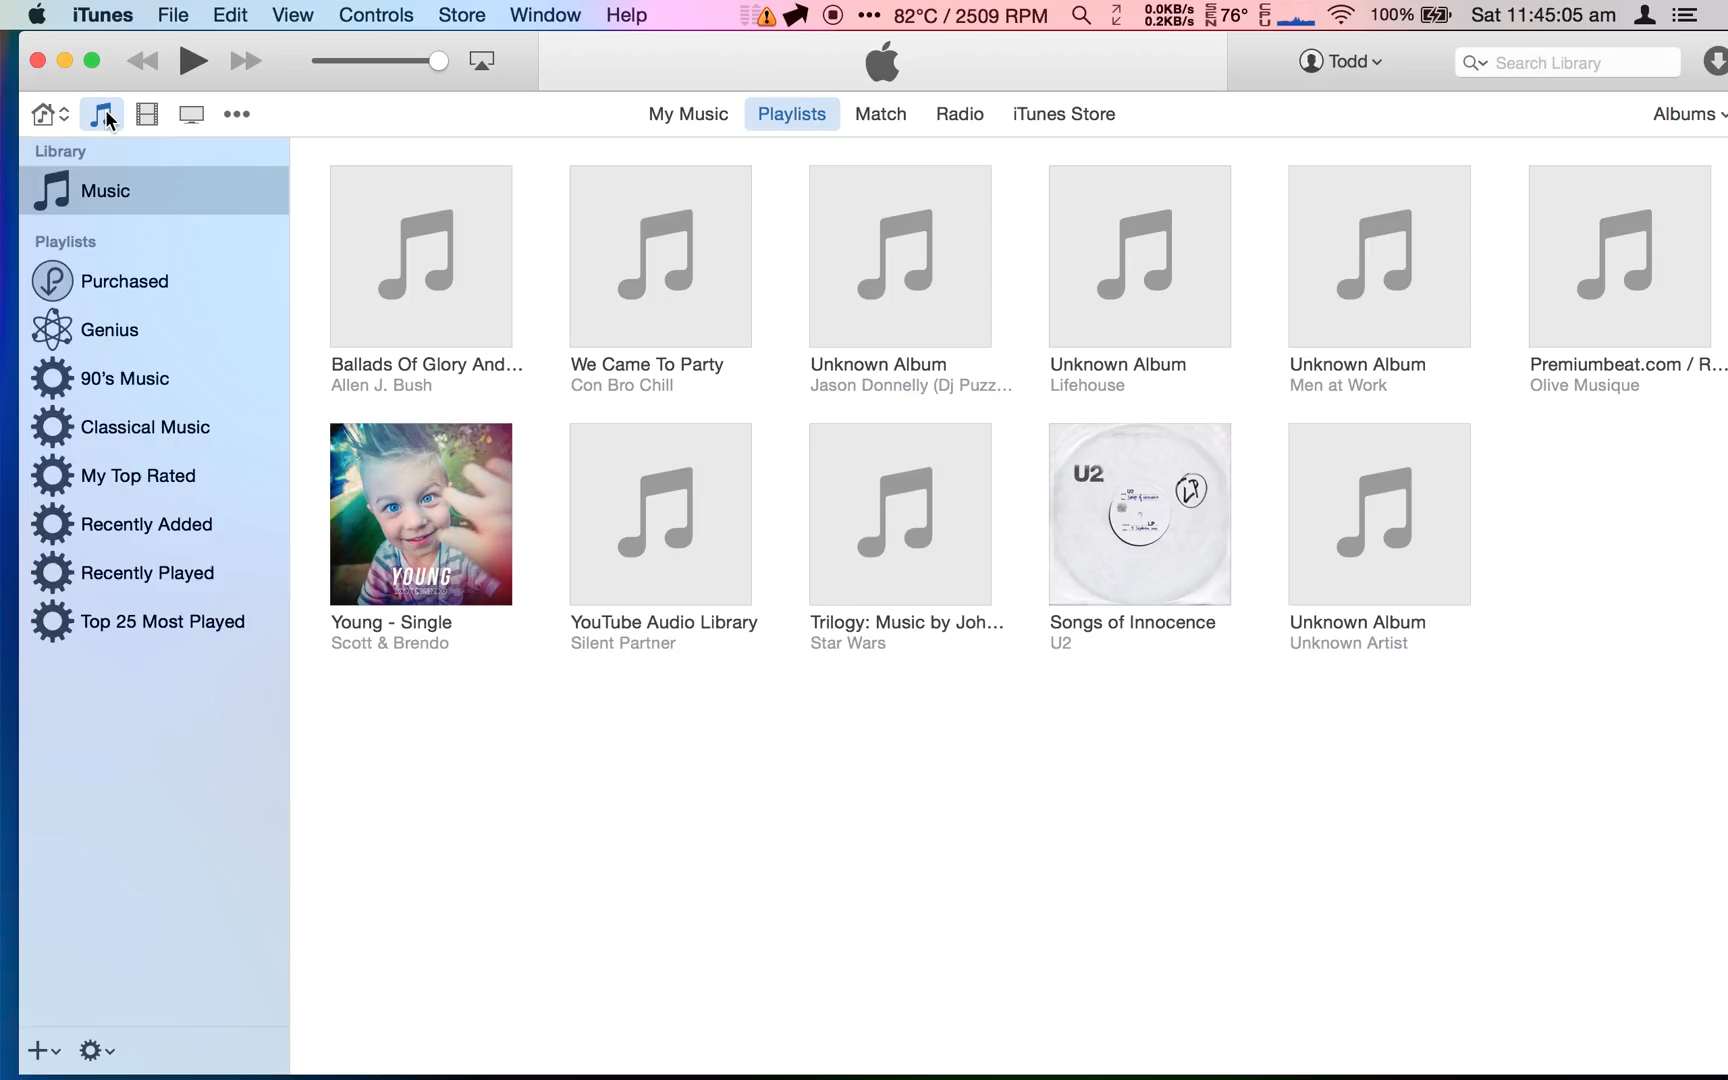 iTunes File Edit View Controls Store Window Help 82°C / 2509 RPM 0.0KB/s 0.2KB/s SEN 76° CPU 100% Sat 11:45:05 am
Todd Search Library
My Music Playlists Match Radio iTunes Store Albums
Library
Music
Playlists
Purchased
Genius
90's Music
Classical Music
My Top Rated
Recently Added
Recently Played
Top 25 Most Played
Ballads Of Glory And... We Came To Party Unknown Album Unknown Album Unknown Album Premiumbeat.com / R...
Allen J. Bush Con Bro Chill Jason Donnelly (Dj Puzz... Lifehouse Men at Work Olive Musique
YOUNG
SCOTT & BRENDO
U2
LP
Young - Single YouTube Audio Library Trilogy: Music by Joh... Songs of Innocence Unknown Album
Scott & Brendo Silent Partner Star Wars U2 Unknown Artist